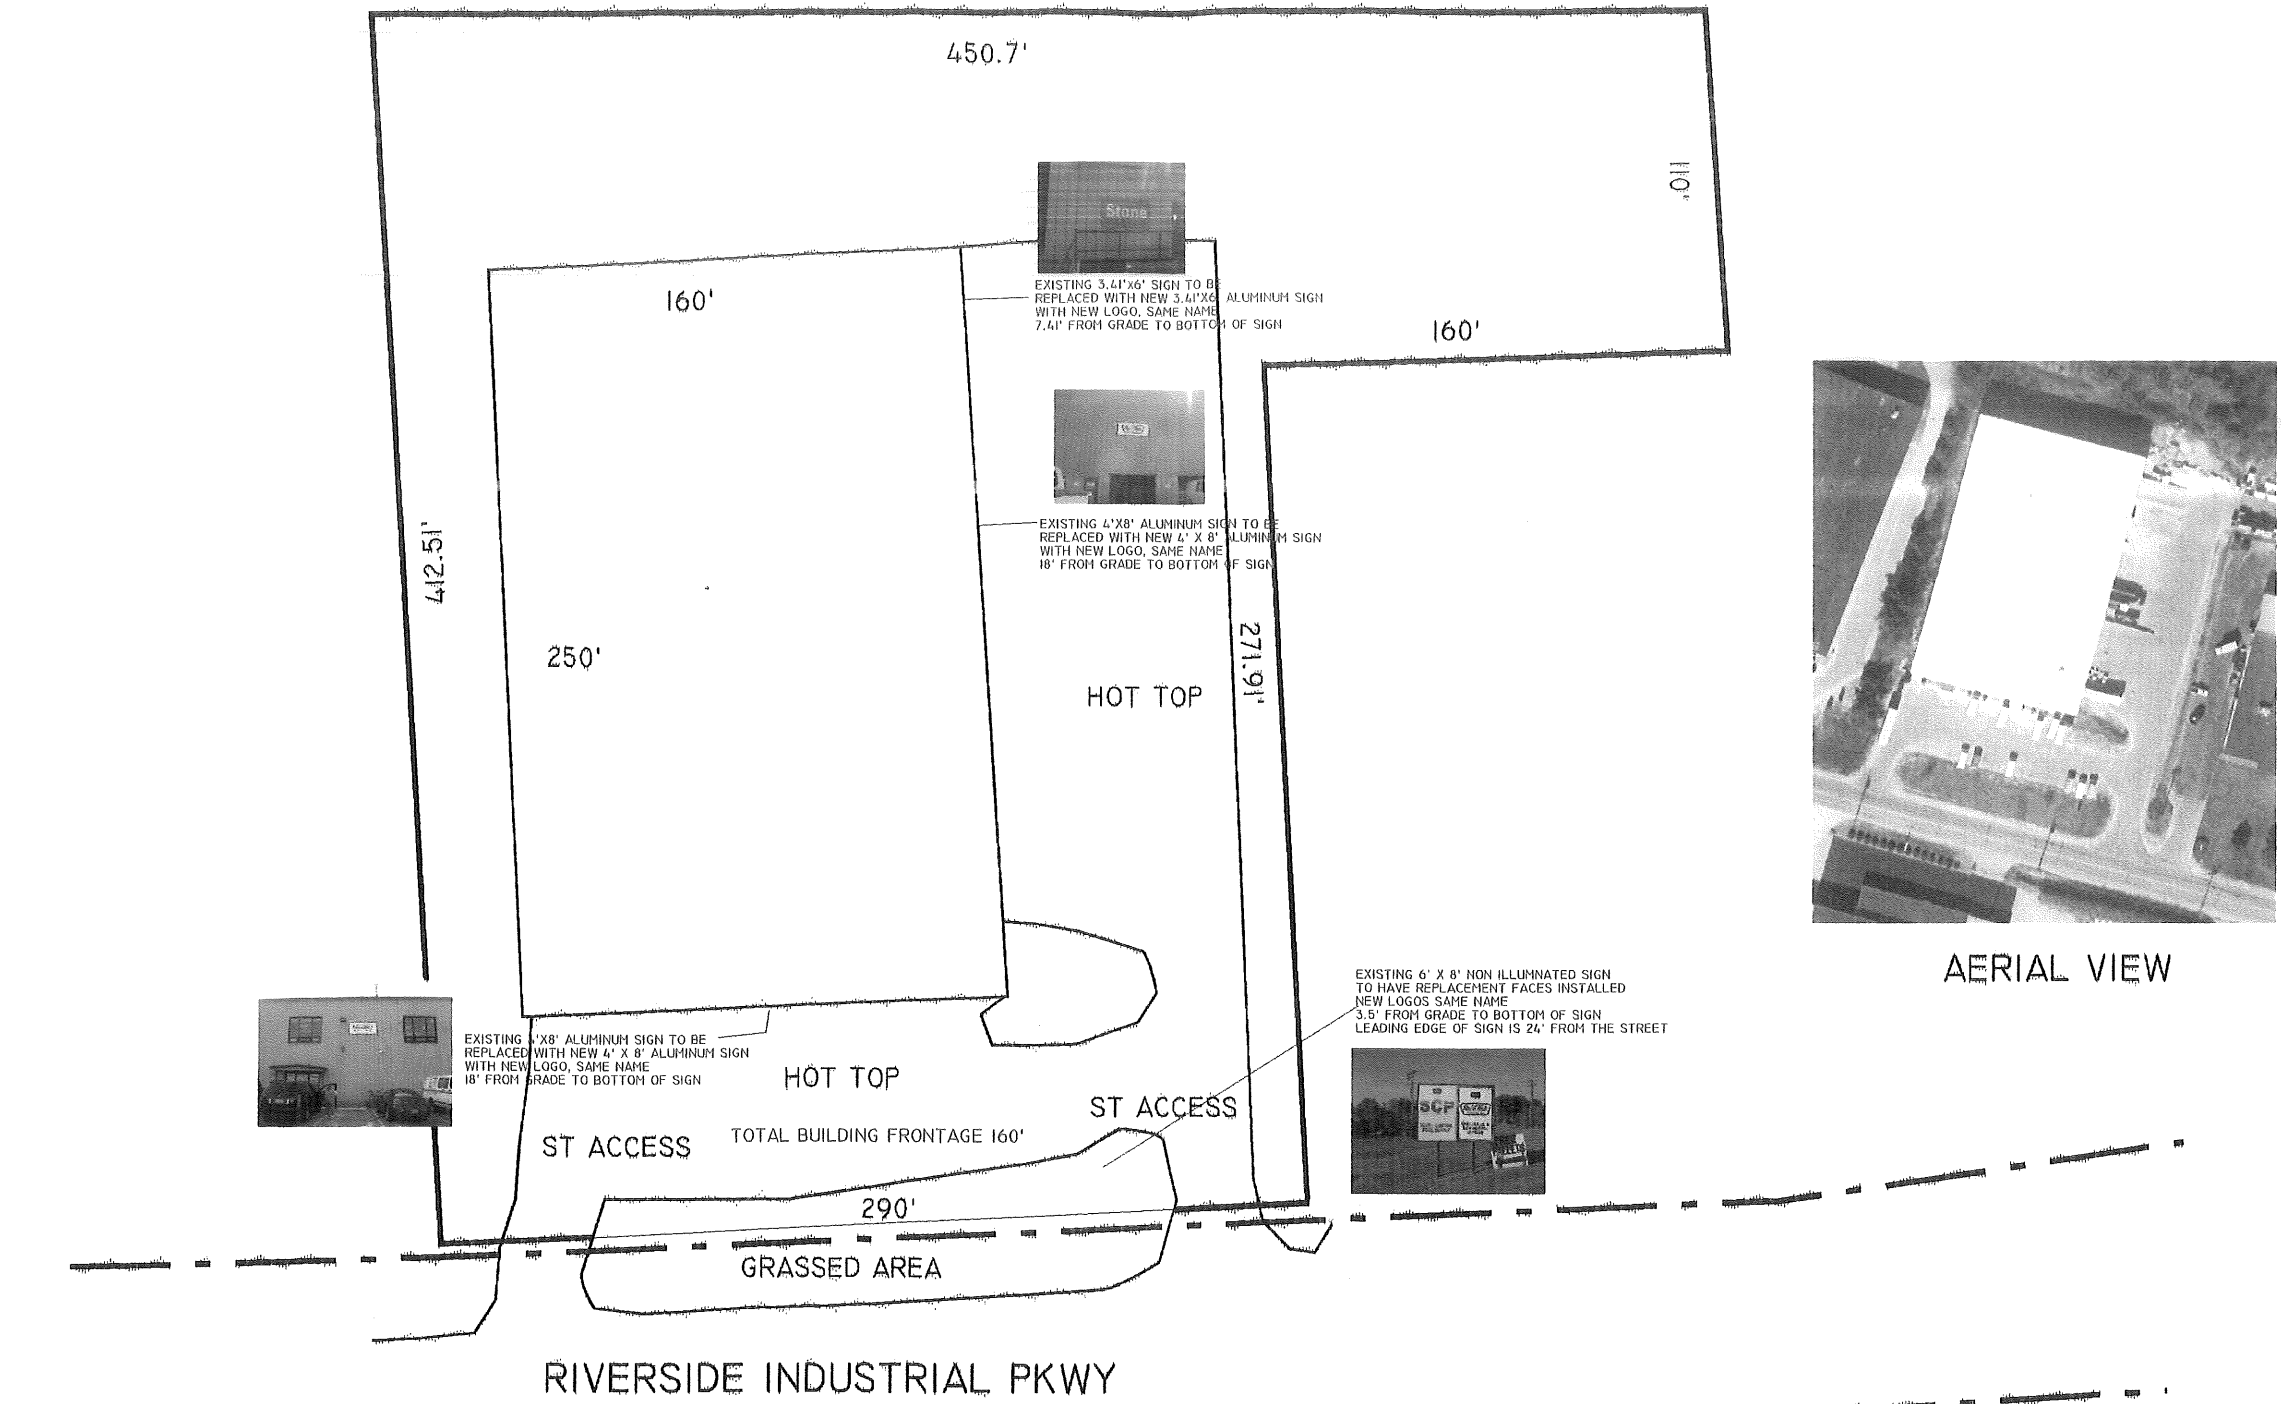 450.7'
110'
Stone
160'
EXISTING 3.41'X6' SIGN TO BE
REPLACED WITH NEW 3.41'X6' ALUMINUM SIGN
WITH NEW LOGO, SAME NAME
7.41' FROM GRADE TO BOTTOM OF SIGN
160'
412.51'
EXISTING 4'X8' ALUMINUM SIGN TO BE
REPLACED WITH NEW 4' X 8' ALUMINUM SIGN
WITH NEW LOGO, SAME NAME
18' FROM GRADE TO BOTTOM OF SIGN
250'
271.91'
HOT TOP
AERIAL VIEW
EXISTING 6' X 8' NON ILLUMNATED SIGN
TO HAVE REPLACEMENT FACES INSTALLED
NEW LOGOS SAME NAME
3.5' FROM GRADE TO BOTTOM OF SIGN
LEADING EDGE OF SIGN IS 24' FROM THE STREET
EXISTING 4'X8' ALUMINUM SIGN TO BE
REPLACED WITH NEW 4' X 8' ALUMINUM SIGN
WITH NEW LOGO, SAME NAME
18' FROM GRADE TO BOTTOM OF SIGN
HOT TOP
ST ACCESS
SCP
ST ACCESS
TOTAL BUILDING FRONTAGE 160'
290'
GRASSED AREA
RIVERSIDE INDUSTRIAL PKWY